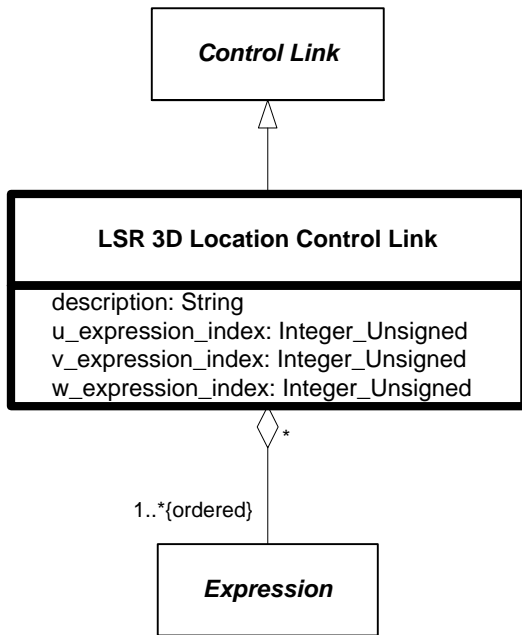 Control Link
LSR 3D Location Control Link
description: String
u_expression_index: Integer_Unsigned
v_expression_index: Integer_Unsigned
w_expression_index: Integer_Unsigned
*
1..*{ordered}
Expression